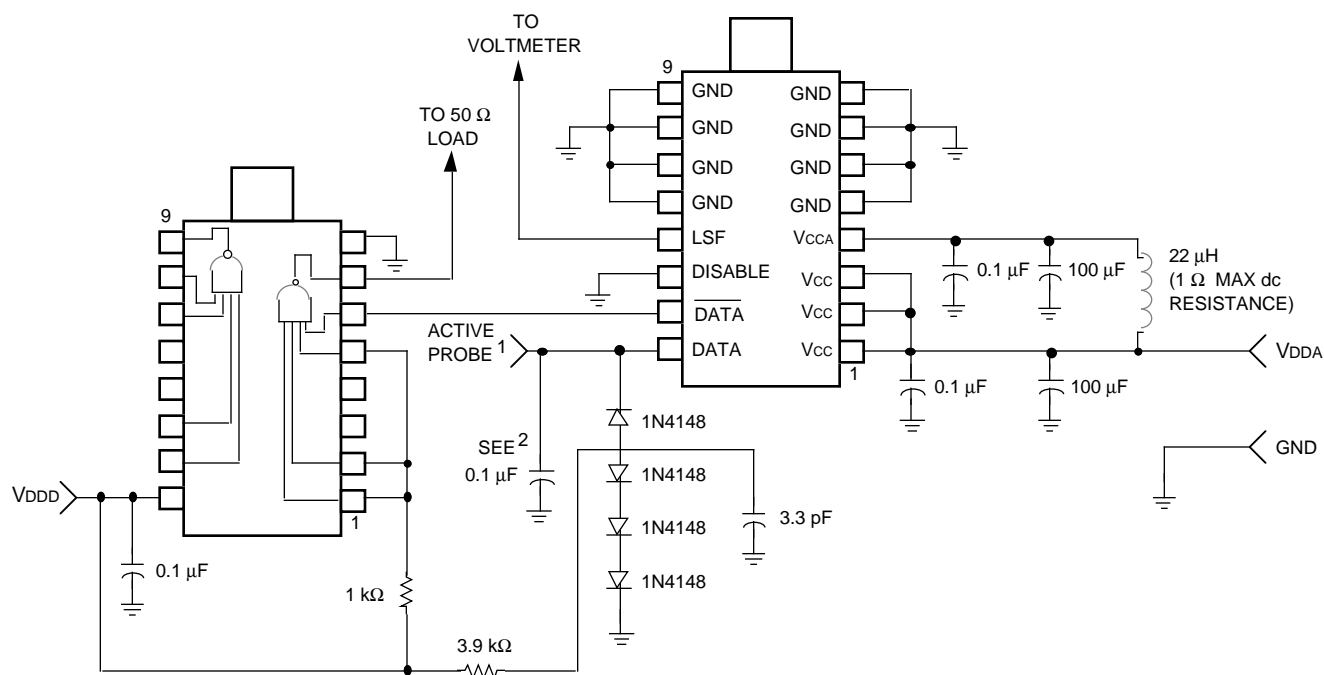 TO
VOLTMETER
TO 50 Ω
LOAD
9
9
GND GND
GND GND
GND GND
GND GND
LSF VCCA
DISABLE VCC
DATA VCC
DATA VCC
1
0.1 µF
100 µF
22 µH
(1 Ω MAX dc
RESISTANCE)
ACTIVE
PROBE 1
VDDA
0.1 µF
100 µF
1N4148
SEE 2
0.1 µF
1N4148
GND
VDDD
1
1N4148
3.3 pF
0.1 µF
1 kΩ
1N4148
3.9 kΩ